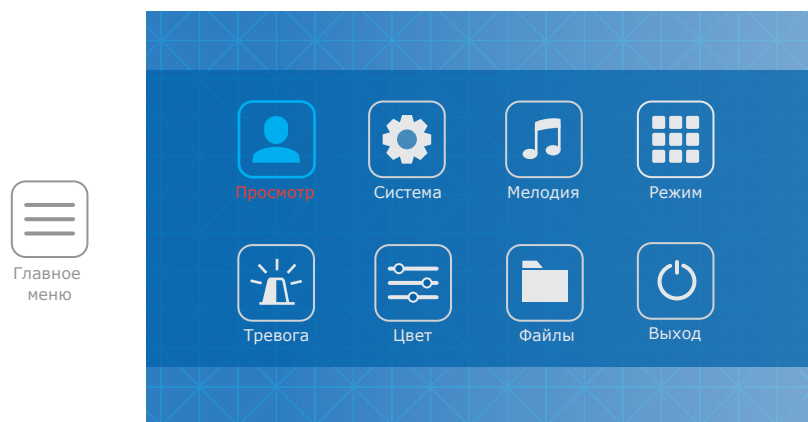 Просмотр
Система
Мелодия
Режим
Главное
меню
Тревога
Цвет
Файлы
Выход